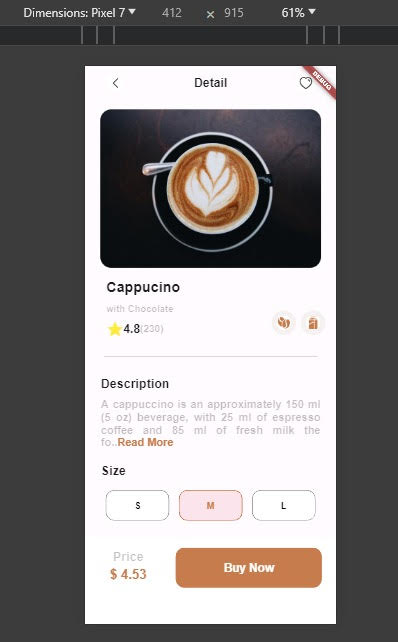 Dimensions: Pixel 7 412 × 915 61%
Detail
DEBUG
Cappucino
with Chocolate
4.8(230)
Description
A cappuccino is an approximately 150 ml
(5 oz) beverage, with 25 ml of espresso
coffee and 85 ml of fresh milk the
fo..Read More
Size
S M L
Price
$ 4.53
Buy Now